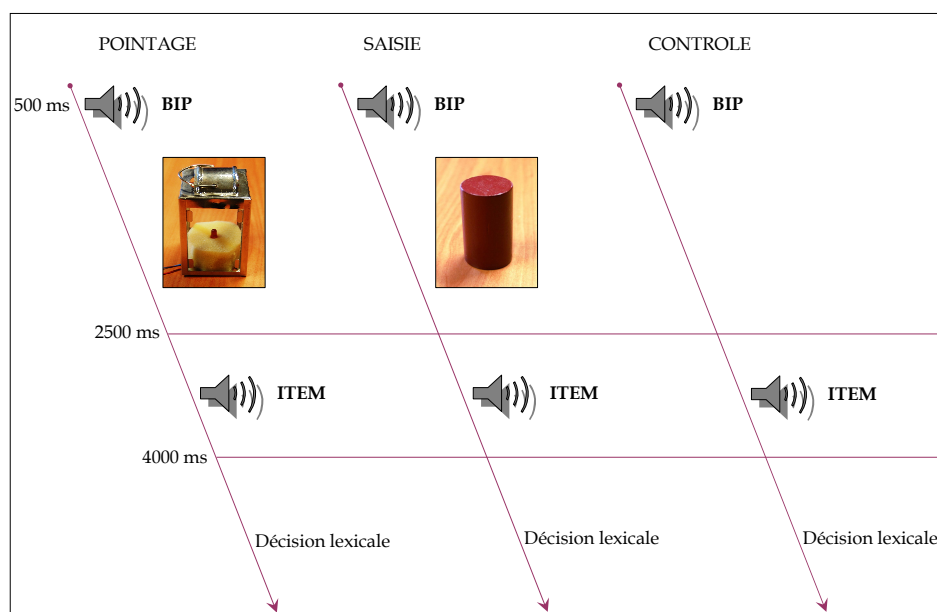 POINTAGE SAISIE CONTROLE
500 ms BIP BIP BIP
2500 ms
ITEM ITEM ITEM
4000 ms
Décision lexicale Décision lexicale Décision lexicale